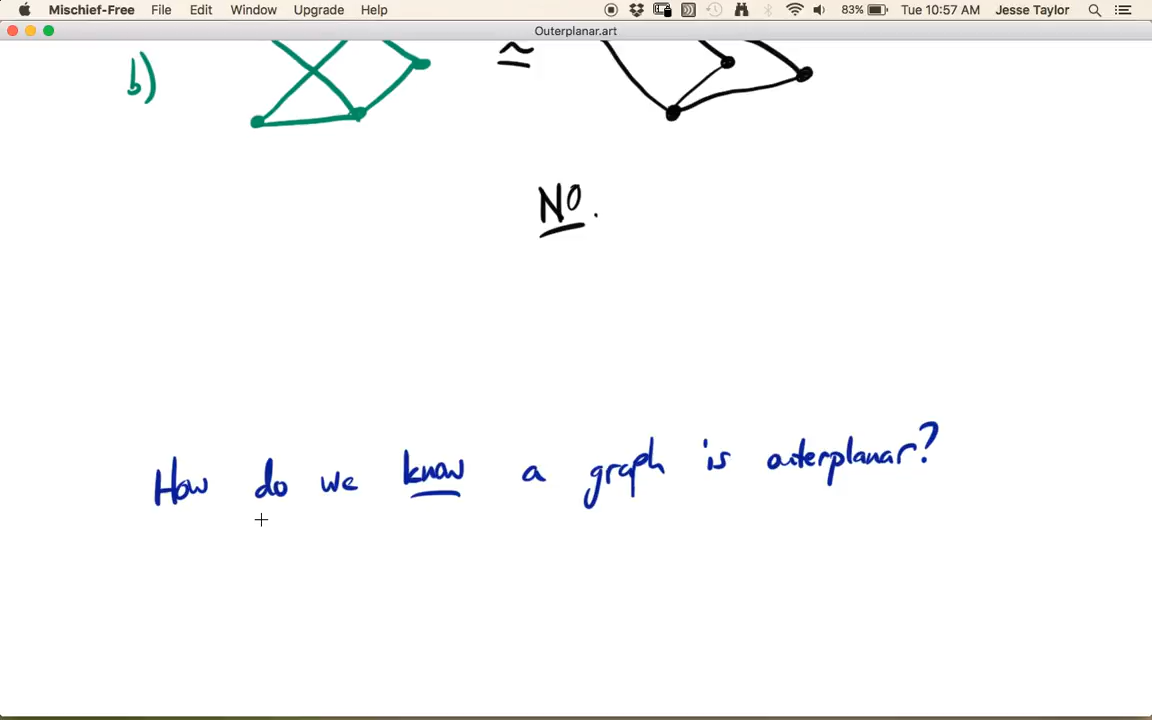 Mischief-Free File Edit Window Upgrade Help 83% Tue 10:57 AM Jesse Taylor
Outerplanar.art
b) ≅
No.
How do we know a graph is outerplanar?